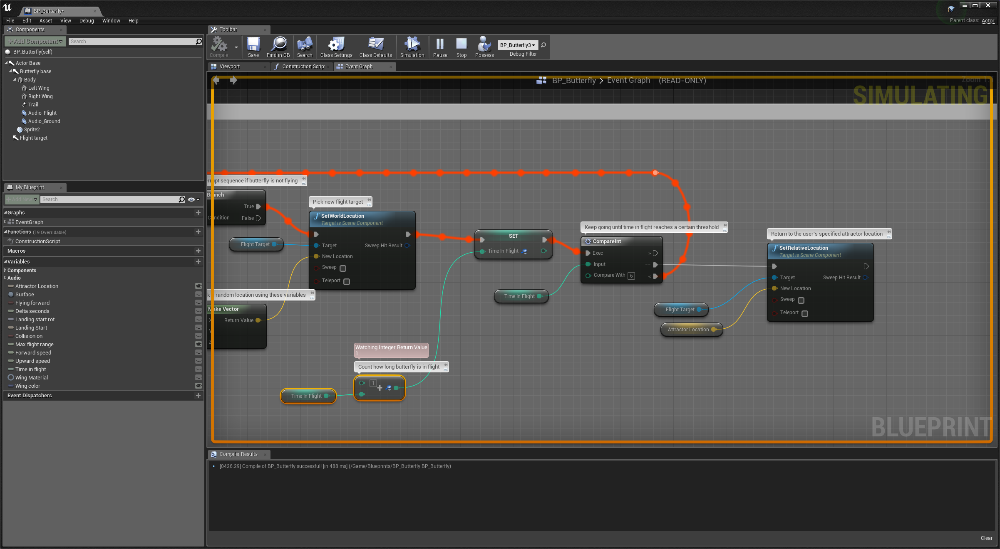 BP_Butterfly*
File Edit Asset View Debug Window Help
Parent class: Actor
Components
Add Component
Search
BP_Butterfly(self)
Actor Base
Butterfly base
Body
Left Wing
Right Wing
Trail
Audio_Flight
Audio_Ground
Sprite2
Flight target
My Blueprint
Add New
Search
Graphs
EventGraph
Functions (19 Overridable)
ConstructionScript
Macros
Variables
Components
Audio
Attractor Location
Surface
Flying forward
Delta seconds
Landing start rot
Landing Start
Collision on
Max flight range
Forward speed
Upward speed
Time in flight
Wing Material
Wing color
Event Dispatchers
Toolbar
Compile
Save
Find in CB
Search
Class Settings
Class Defaults
Simulation
Pause
Stop
Possess
BP_Butterfly3
Debug Filter
Viewport
Construction Scrip
Event Graph
BP_Butterfly > Event Graph (READ-ONLY)
Zoom 1:1
SIMULATING
rrupt sequence if butterfly is not flying
Branch
True
Condition False
Flight Target
Pick new flight target
SetWorldLocation
Target is Scene Component
Target Sweep Hit Result
New Location
Sweep
Teleport
k random location using these variables
Make Vector
X Return Value
Y
Z
SET
Time In Flight
Keep going until time in flight reaches a certain threshold
CompareInt
Exec >
Input ==
Compare With 6 <
Time In Flight
Return to the user's specified attractor location
SetRelativeLocation
Target is Scene Component
Target Sweep Hit Result
New Location
Sweep
Teleport
Flight Target
Attractor Location
Watching Integer Return Value
1
Count how long butterfly is in flight
1
+
Time In Flight
BLUEPRINT
Compiler Results
[0426.29] Compile of BP_Butterfly successful! [in 488 ms] (/Game/Blueprints/BP_Butterfly.BP_Butterfly)
Clear